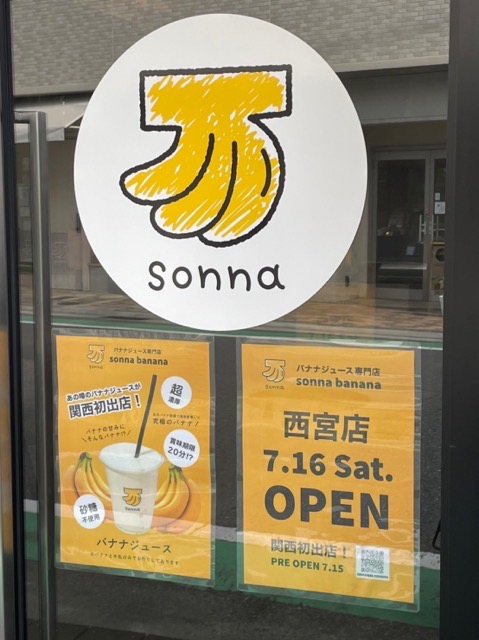 sonna
バナナジュース専門店
sonna banana
sonna
あの噂のバナナジュースが
関西初出店！
超
濃厚
究極のバナナ！
バナナの甘みに
そんなバナナ!?
賞味期限
20分!?
砂糖
不使用
sonna
バナナジュース
バナナジュース専門店
sonna banana
sonna
西宮店
7.16 Sat.
OPEN
関西初出店！
PRE OPEN 7.15